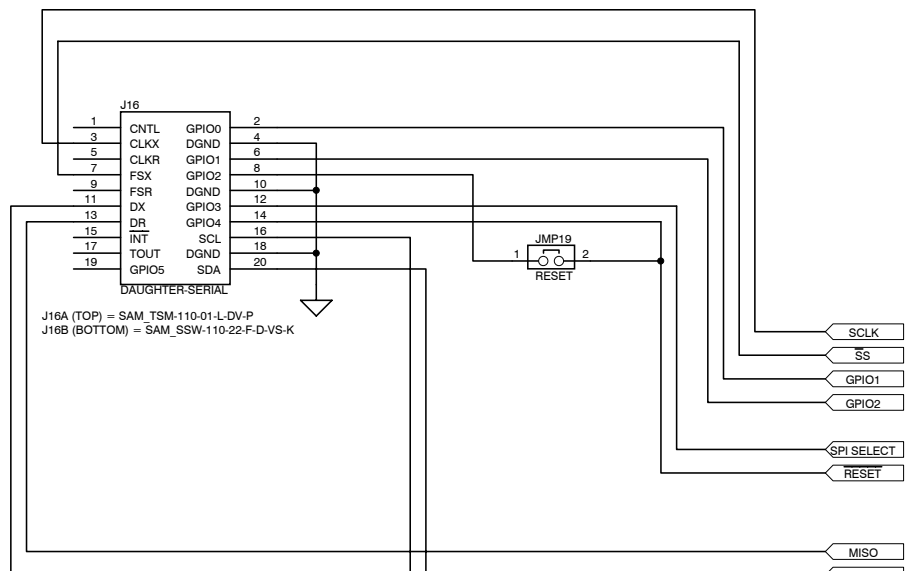 J16
1 CNTL GPIO0 2
3 CLKX DGND 4
5 CLKR GPIO1 6
7 FSX GPIO2 8
9 FSR DGND 10
11 DX GPIO3 12
13 DR GPIO4 14
15 INT SCL 16
17 TOUT DGND 18
19 GPIO5 SDA 20
DAUGHTER-SERIAL
J16A (TOP) = SAM_TSM-110-01-L-DV-P
J16B (BOTTOM) = SAM_SSW-110-22-F-D-VS-K
JMP19
1 2
RESET
SCLK
SS
GPIO1
GPIO2
SPI SELECT
RESET
MISO